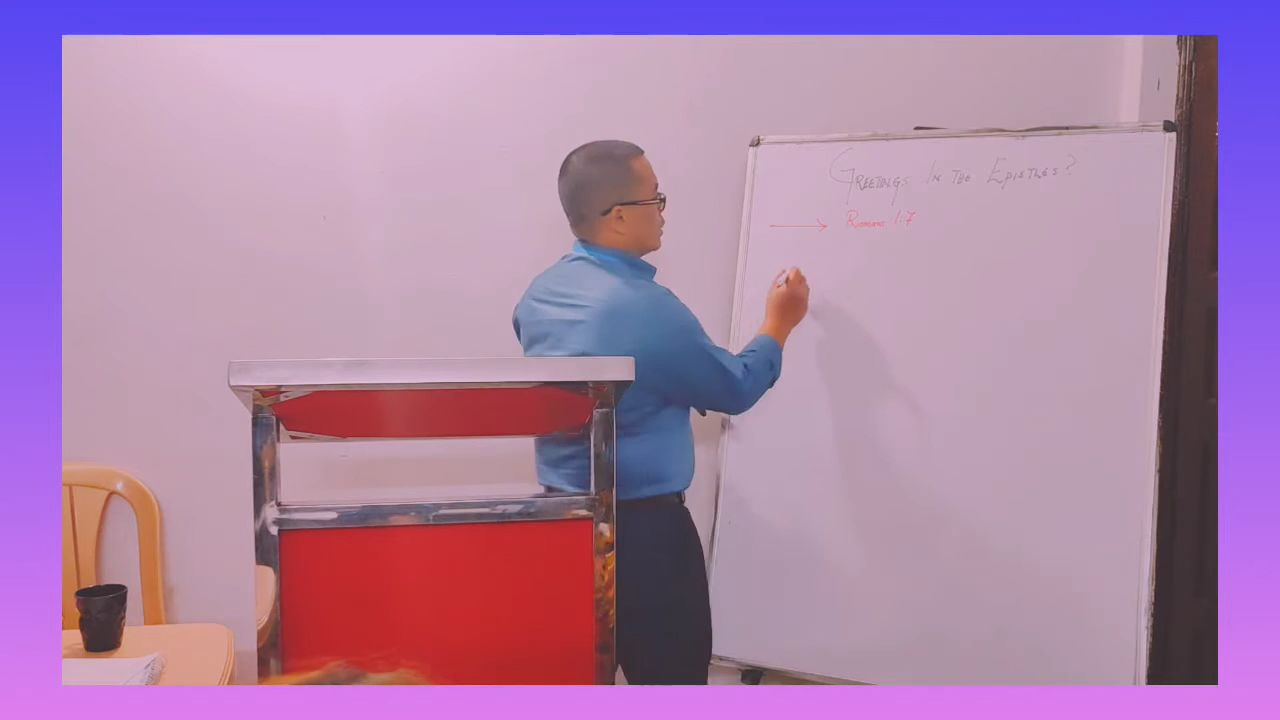 GREETINGS IN THE EPISTLES?
→ ROMANS 1:7